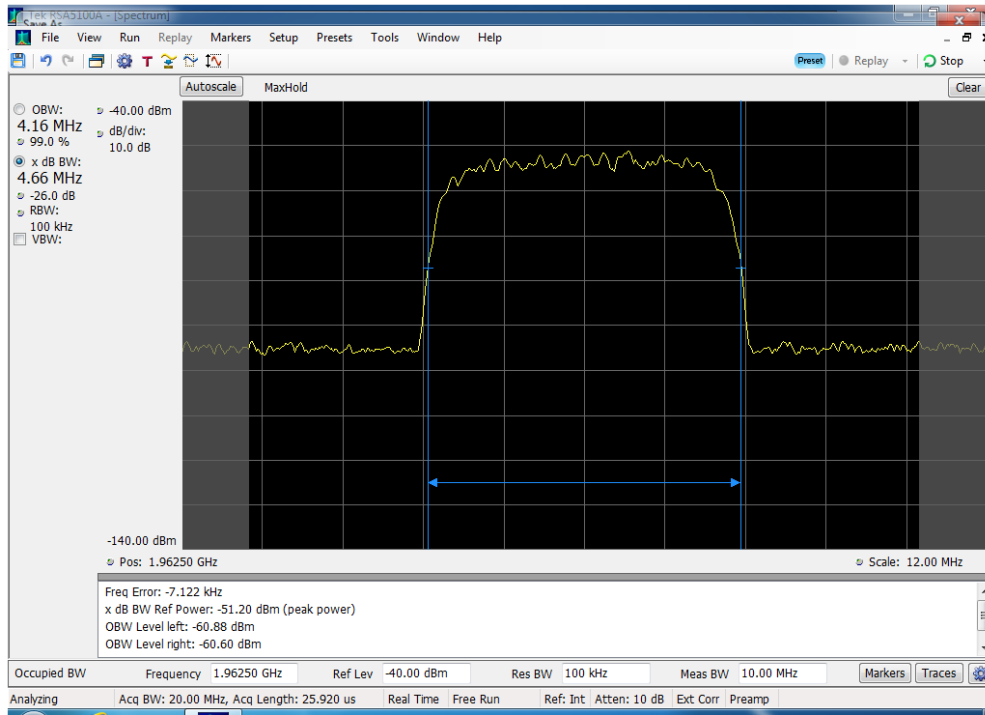 Tek RSA5100A - [Spectrum]
Save As
File View Run Replay Markers Setup Presets Tools Window Help
Preset Replay Stop
Autoscale MaxHold Clear
OBW:
4.16 MHz
99.0 %
x dB BW:
4.66 MHz
-26.0 dB
RBW:
100 kHz
VBW:
-40.00 dBm
dB/div:
10.0 dB
-140.00 dBm
Pos: 1.96250 GHz Scale: 12.00 MHz
Freq Error: -7.122 kHz
x dB BW Ref Power: -51.20 dBm (peak power)
OBW Level left: -60.88 dBm
OBW Level right: -60.60 dBm
Occupied BW Frequency 1.96250 GHz Ref Lev -40.00 dBm Res BW 100 kHz Meas BW 10.00 MHz Markers Traces
Analyzing Acq BW: 20.00 MHz, Acq Length: 25.920 us Real Time Free Run Ref: Int Atten: 10 dB Ext Corr Preamp